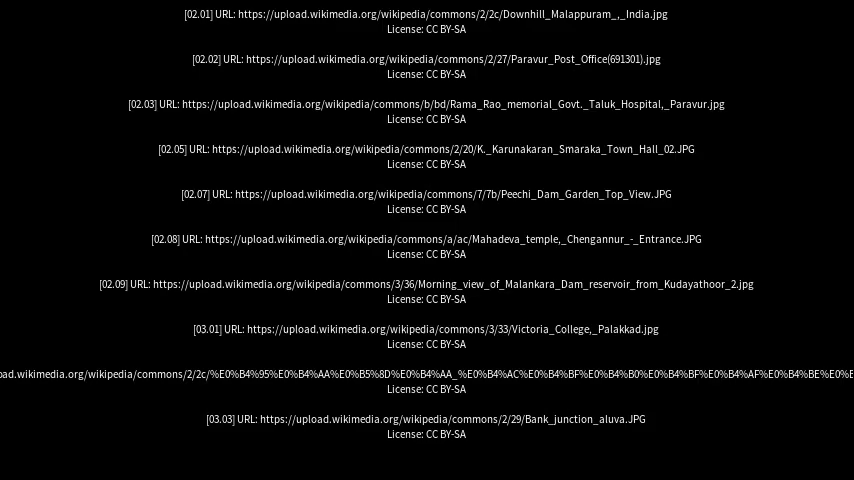 [02.01] URL: https://upload.wikimedia.org/wikipedia/commons/2/2c/Downhill_Malappuram_,_India.jpg
License: CC BY-SA
[02.02] URL: https://upload.wikimedia.org/wikipedia/commons/2/27/Paravur_Post_Office(691301).jpg
License: CC BY-SA
[02.03] URL: https://upload.wikimedia.org/wikipedia/commons/b/bd/Rama_Rao_memorial_Govt._Taluk_Hospital,_Paravur.jpg
License: CC BY-SA
[02.05] URL: https://upload.wikimedia.org/wikipedia/commons/2/20/K._Karunakaran_Smaraka_Town_Hall_02.JPG
License: CC BY-SA
[02.07] URL: https://upload.wikimedia.org/wikipedia/commons/7/7b/Peechi_Dam_Garden_Top_View.JPG
License: CC BY-SA
[02.08] URL: https://upload.wikimedia.org/wikipedia/commons/a/ac/Mahadeva_temple,_Chengannur_-_Entrance.JPG
License: CC BY-SA
[02.09] URL: https://upload.wikimedia.org/wikipedia/commons/3/36/Morning_view_of_Malankara_Dam_reservoir_from_Kudayathoor_2.jpg
License: CC BY-SA
[03.01] URL: https://upload.wikimedia.org/wikipedia/commons/3/33/Victoria_College,_Palakkad.jpg
License: CC BY-SA
oad.wikimedia.org/wikipedia/commons/2/2c/%E0%B4%95%E0%B4%AA%E0%B5%8D%E0%B4%AA_%E0%B4%AC%E0%B4%BF%E0%B4%B0%E0%B4%BF%E0%B4%AF%E0%B4%BE%E0%B
License: CC BY-SA
[03.03] URL: https://upload.wikimedia.org/wikipedia/commons/2/29/Bank_junction_aluva.JPG
License: CC BY-SA